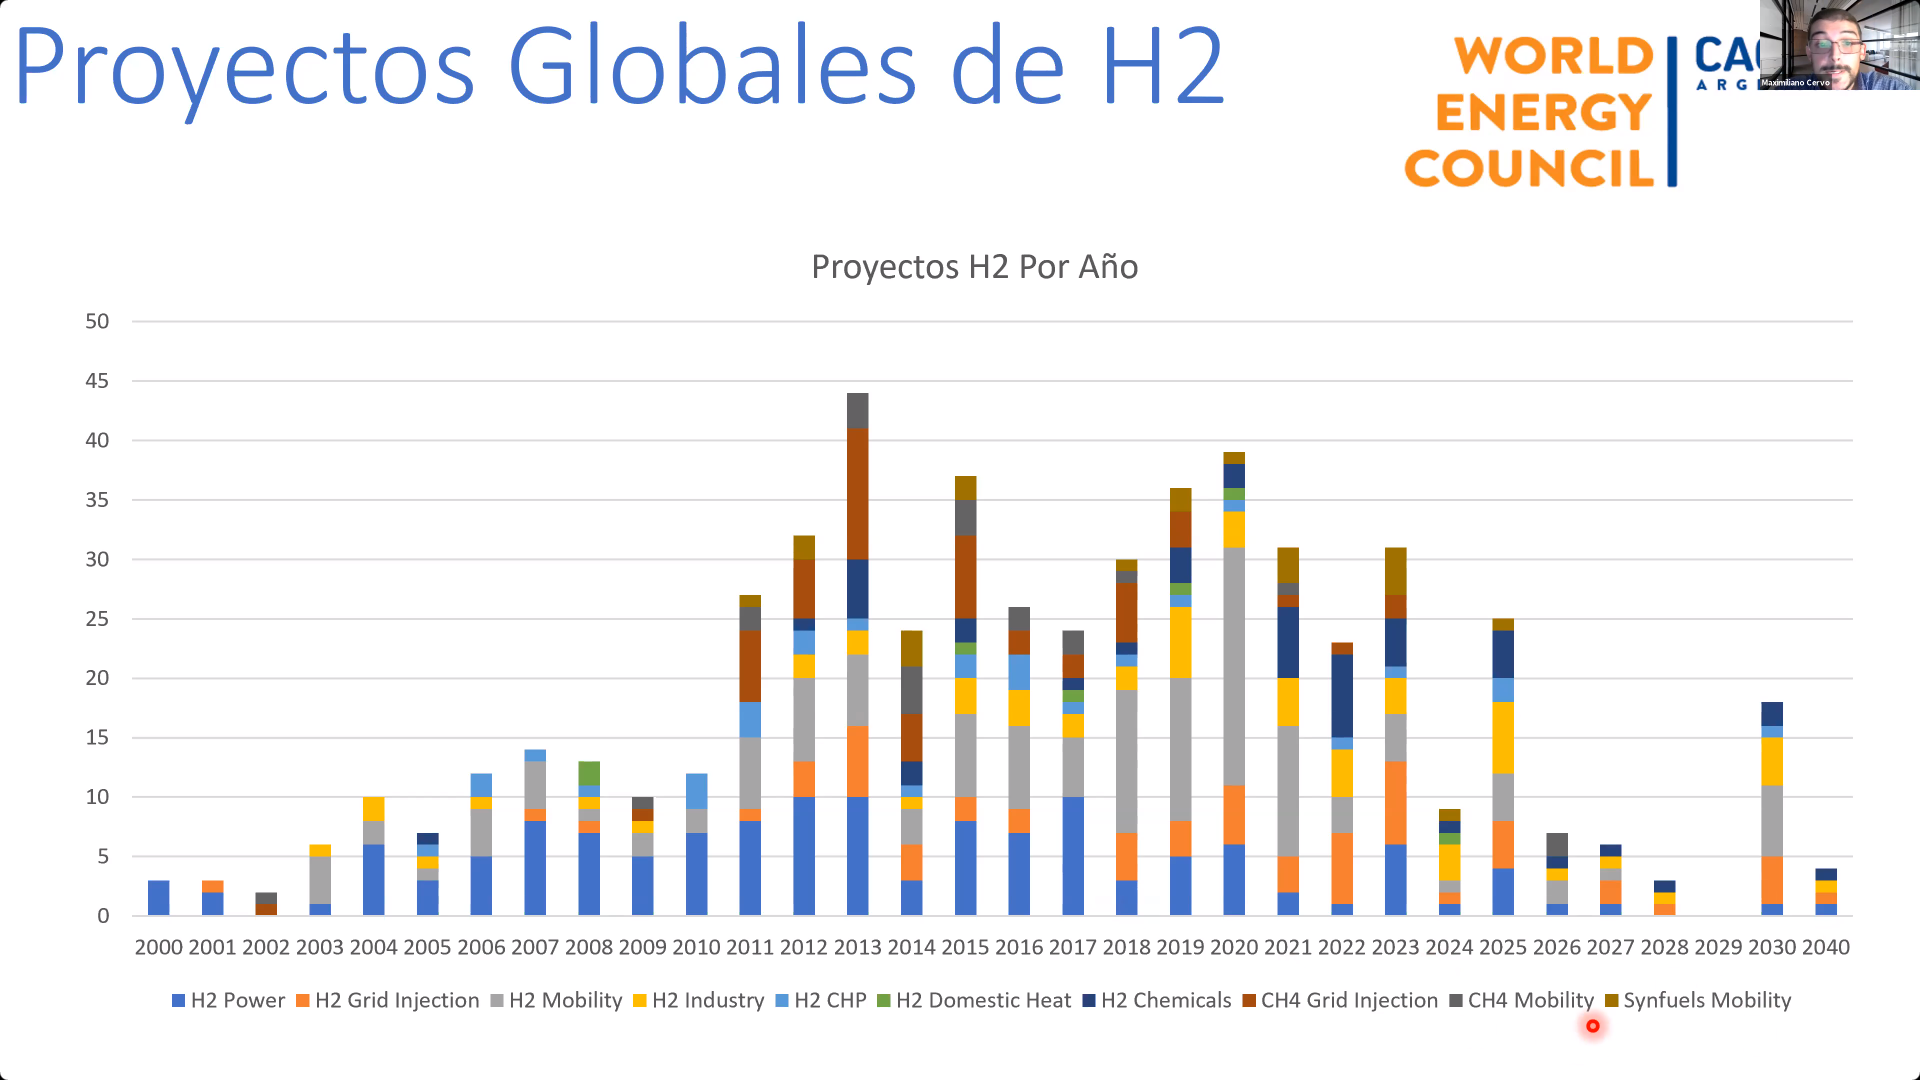 Proyectos Globales de H2
WORLD
ENERGY
COUNCIL
Maximiliano Cervo
Proyectos H2 Por Año
50
45
40
35
30
25
20
15
10
5
0
2000 2001 2002 2003 2004 2005 2006 2007 2008 2009 2010 2011 2012 2013 2014 2015 2016 2017 2018 2019 2020 2021 2022 2023 2024 2025 2026 2027 2028 2029 2030 2040
H2 Power H2 Grid Injection H2 Mobility H2 Industry H2 CHP H2 Domestic Heat H2 Chemicals CH4 Grid Injection CH4 Mobility Synfuels Mobility